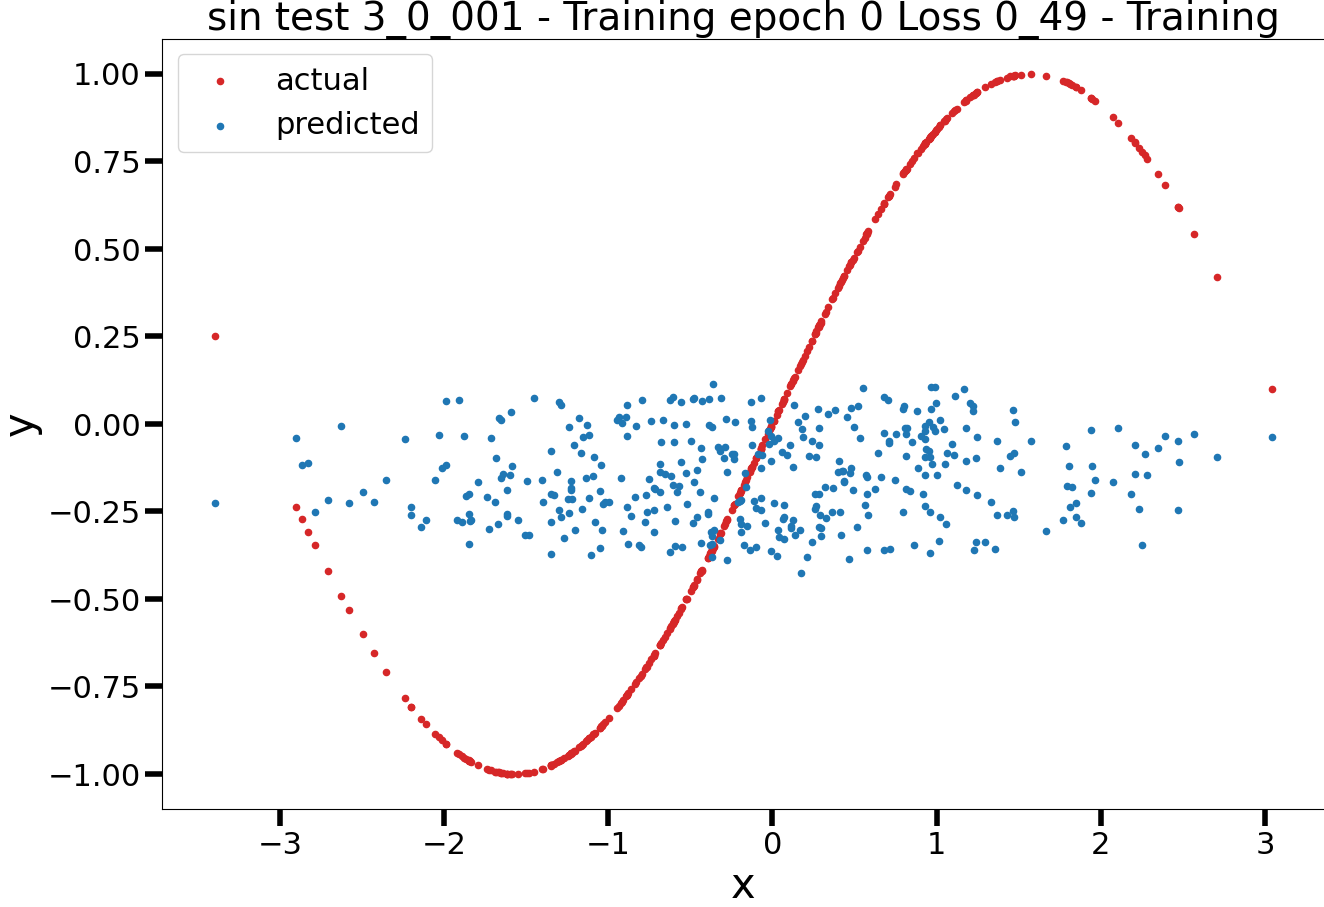 sin test 3_0_001 - Training epoch 0 Loss 0_49 - Training
actual
predicted
1.00
0.75
0.50
0.25
0.00
−0.25
−0.50
−0.75
−1.00
y
−3 −2 −1 0 1 2 3
x